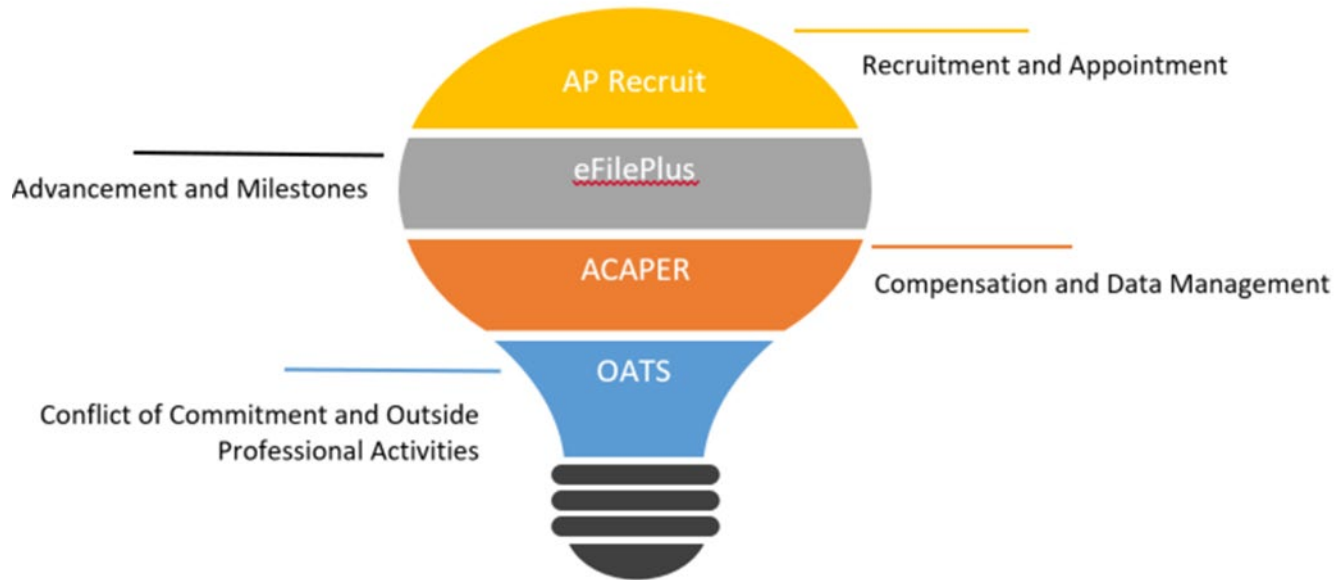 AP Recruit
Recruitment and Appointment
eFilePlus
Advancement and Milestones
ACAPER
Compensation and Data Management
OATS
Conflict of Commitment and Outside
Professional Activities